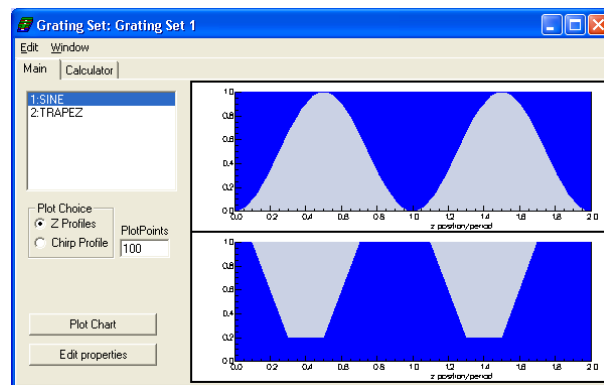 Grating Set: Grating Set 1
Edit Window
Main Calculator
1:SINE
2:TRAPEZ
Plot Choice
Z Profiles
Chirp Profile
PlotPoints
100
Plot Chart
Edit properties
1.0
0.8
0.6
0.4
0.2
0.0
0.0 0.2 0.4 0.6 0.8 1.0 1.2 1.4 1.6 1.8 2.0
z position/period
1.0
0.8
0.6
0.4
0.2
0.0
0.0 0.2 0.4 0.6 0.8 1.0 1.2 1.4 1.6 1.8 2.0
z position/period